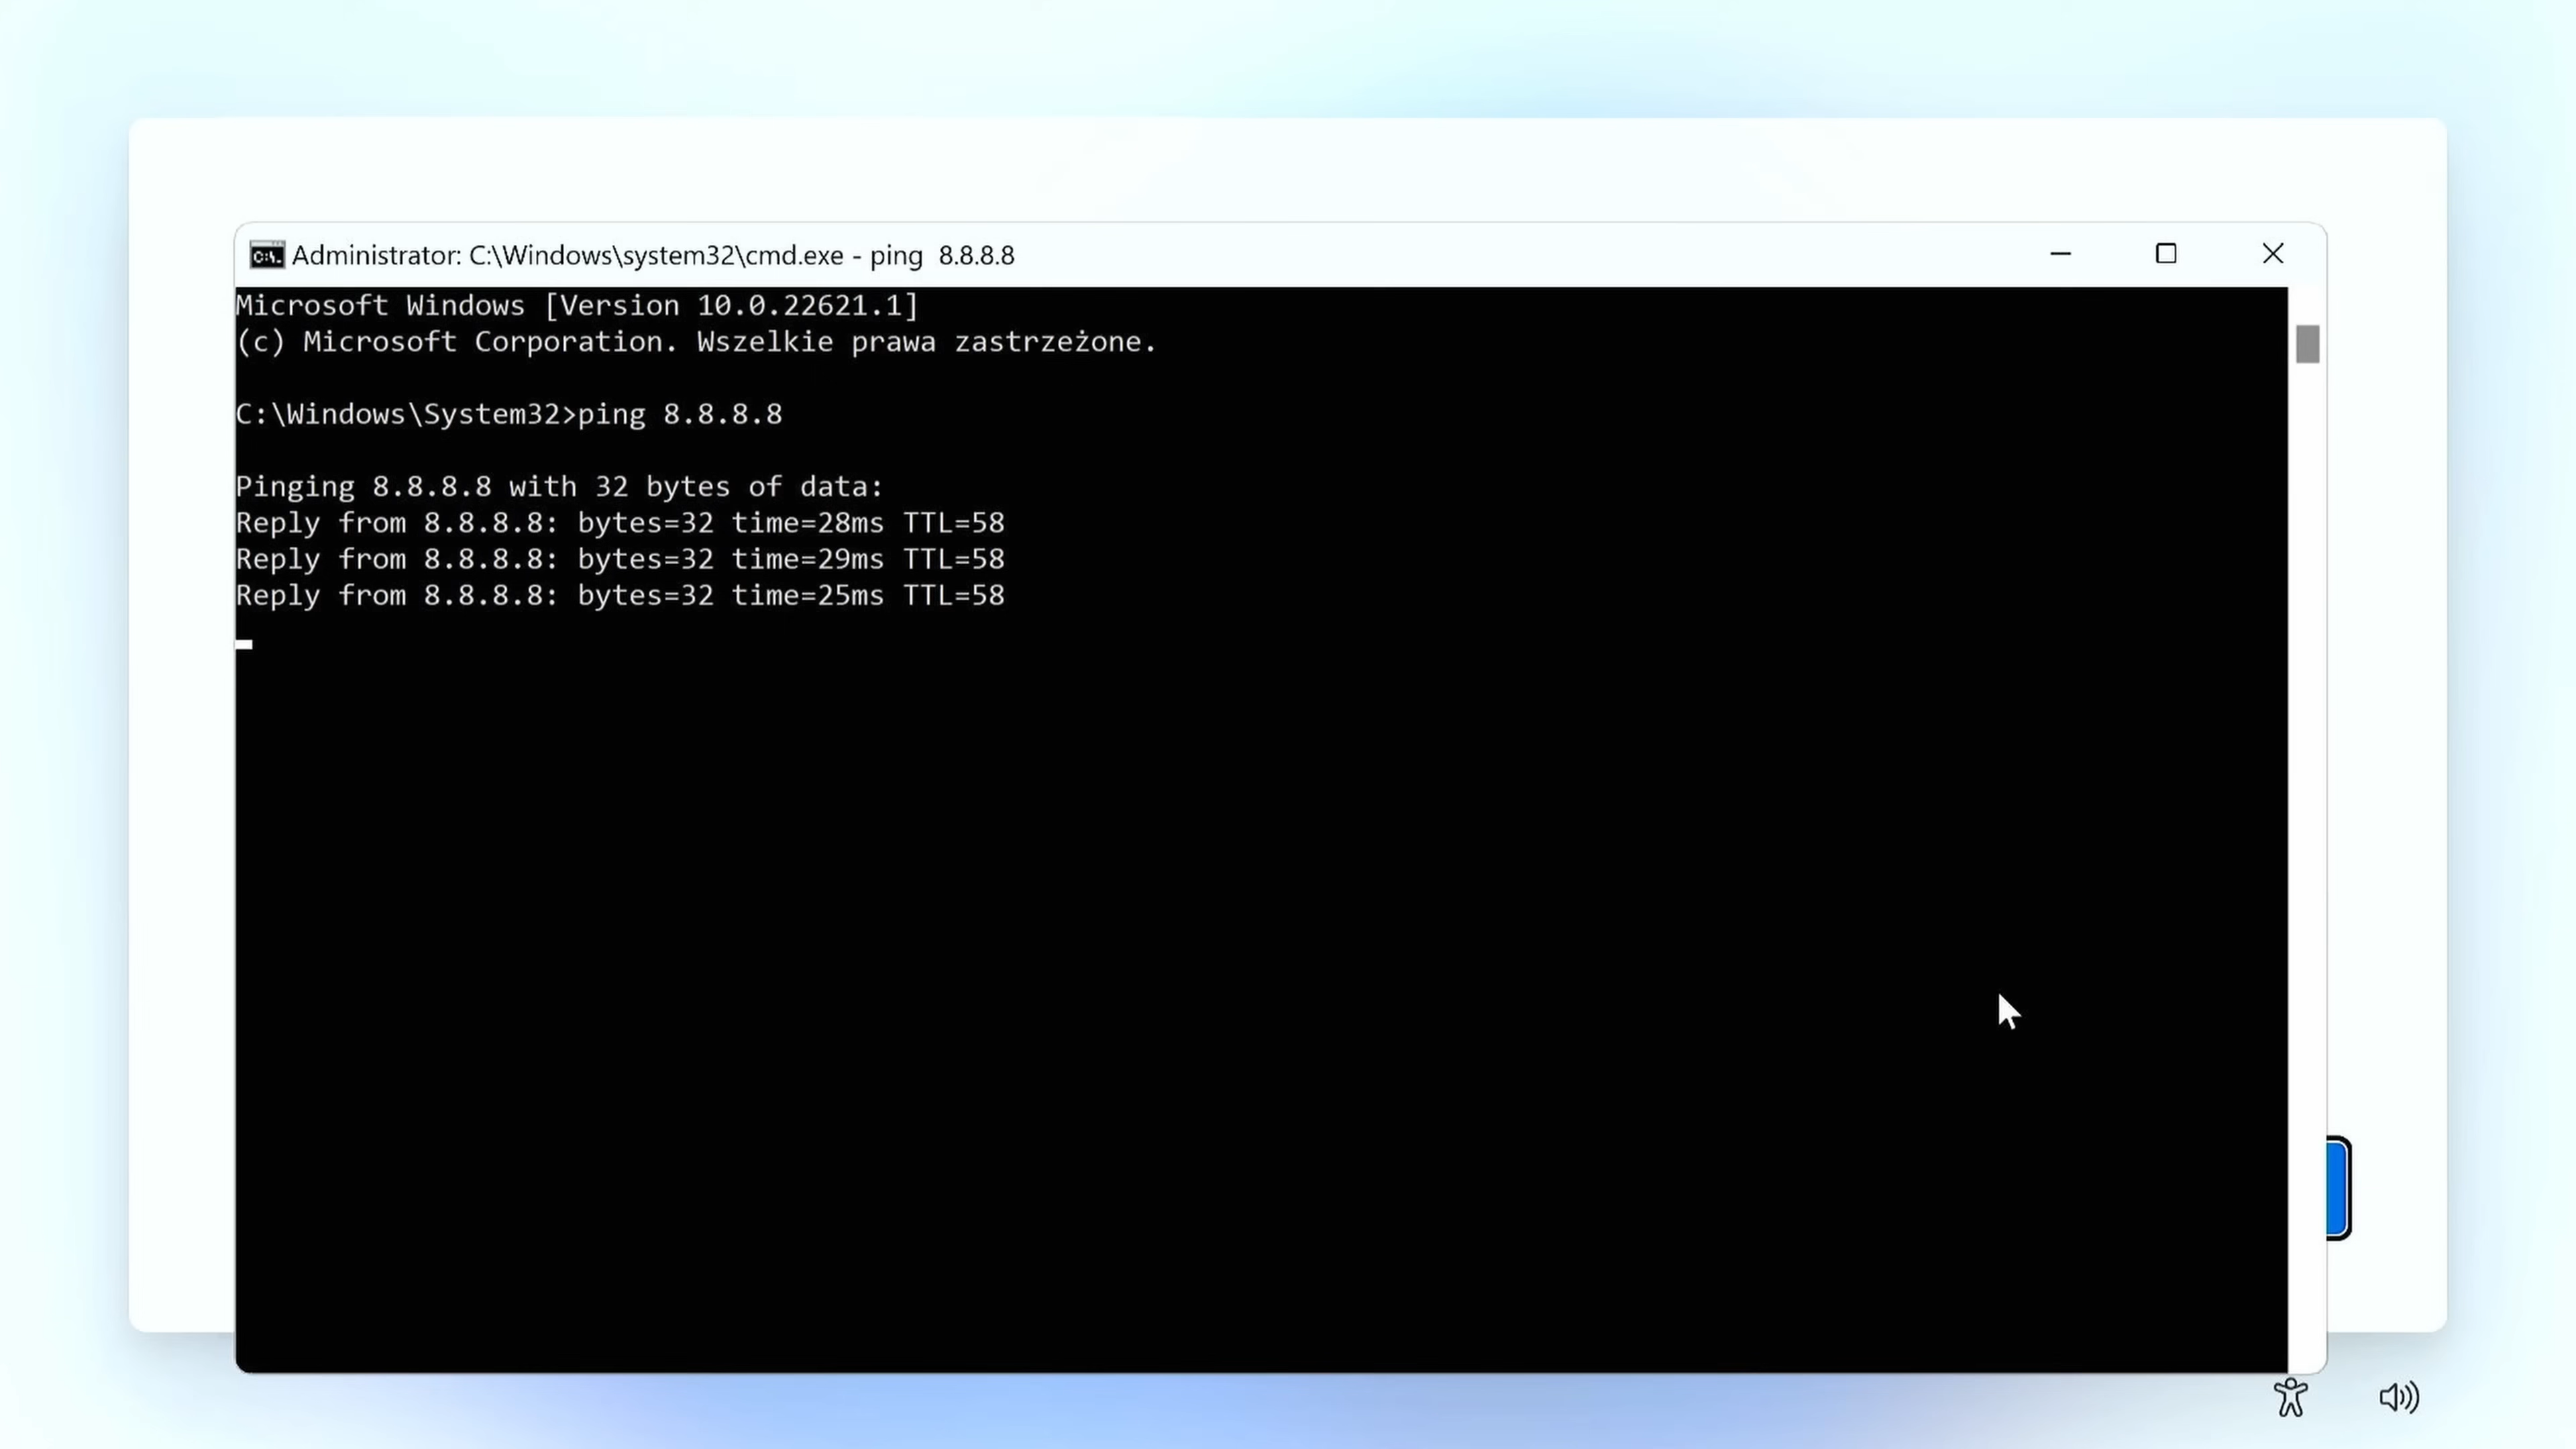 Administrator: C:\Windows\system32\cmd.exe - ping  8.8.8.8
Microsoft Windows [Version 10.0.22621.1]
(c) Microsoft Corporation. Wszelkie prawa zastrzeżone.
C:\Windows\System32>ping 8.8.8.8
Pinging 8.8.8.8 with 32 bytes of data:
Reply from 8.8.8.8: bytes=32 time=28ms TTL=58
Reply from 8.8.8.8: bytes=32 time=29ms TTL=58
Reply from 8.8.8.8: bytes=32 time=25ms TTL=58